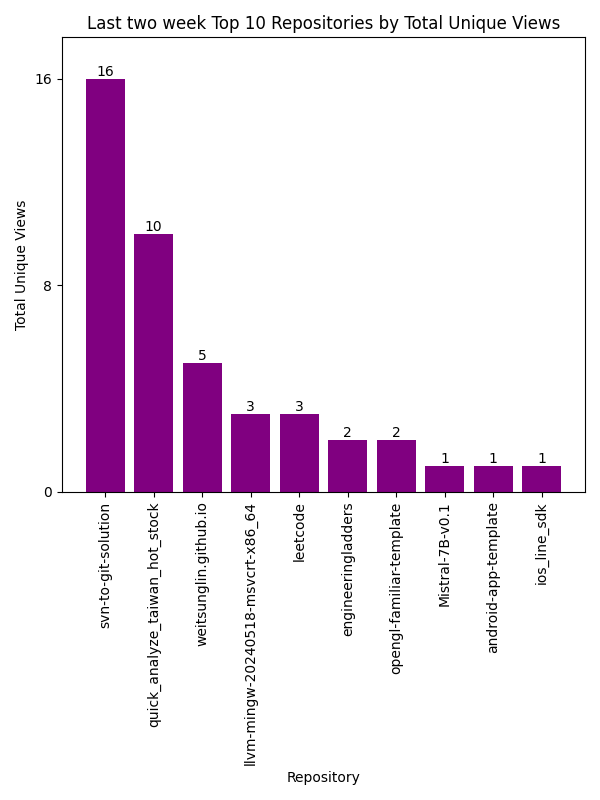 Last two week Top 10 Repositories by Total Unique Views
Total Unique Views
16
8
0
16
10
5
3
3
2
2
1
1
1
svn-to-git-solution
quick_analyze_taiwan_hot_stock
weitsunglin.github.io
llvm-mingw-20240518-msvcrt-x86_64
leetcode
engineeringladders
opengl-familiar-template
Mistral-7B-v0.1
android-app-template
ios_line_sdk
Repository